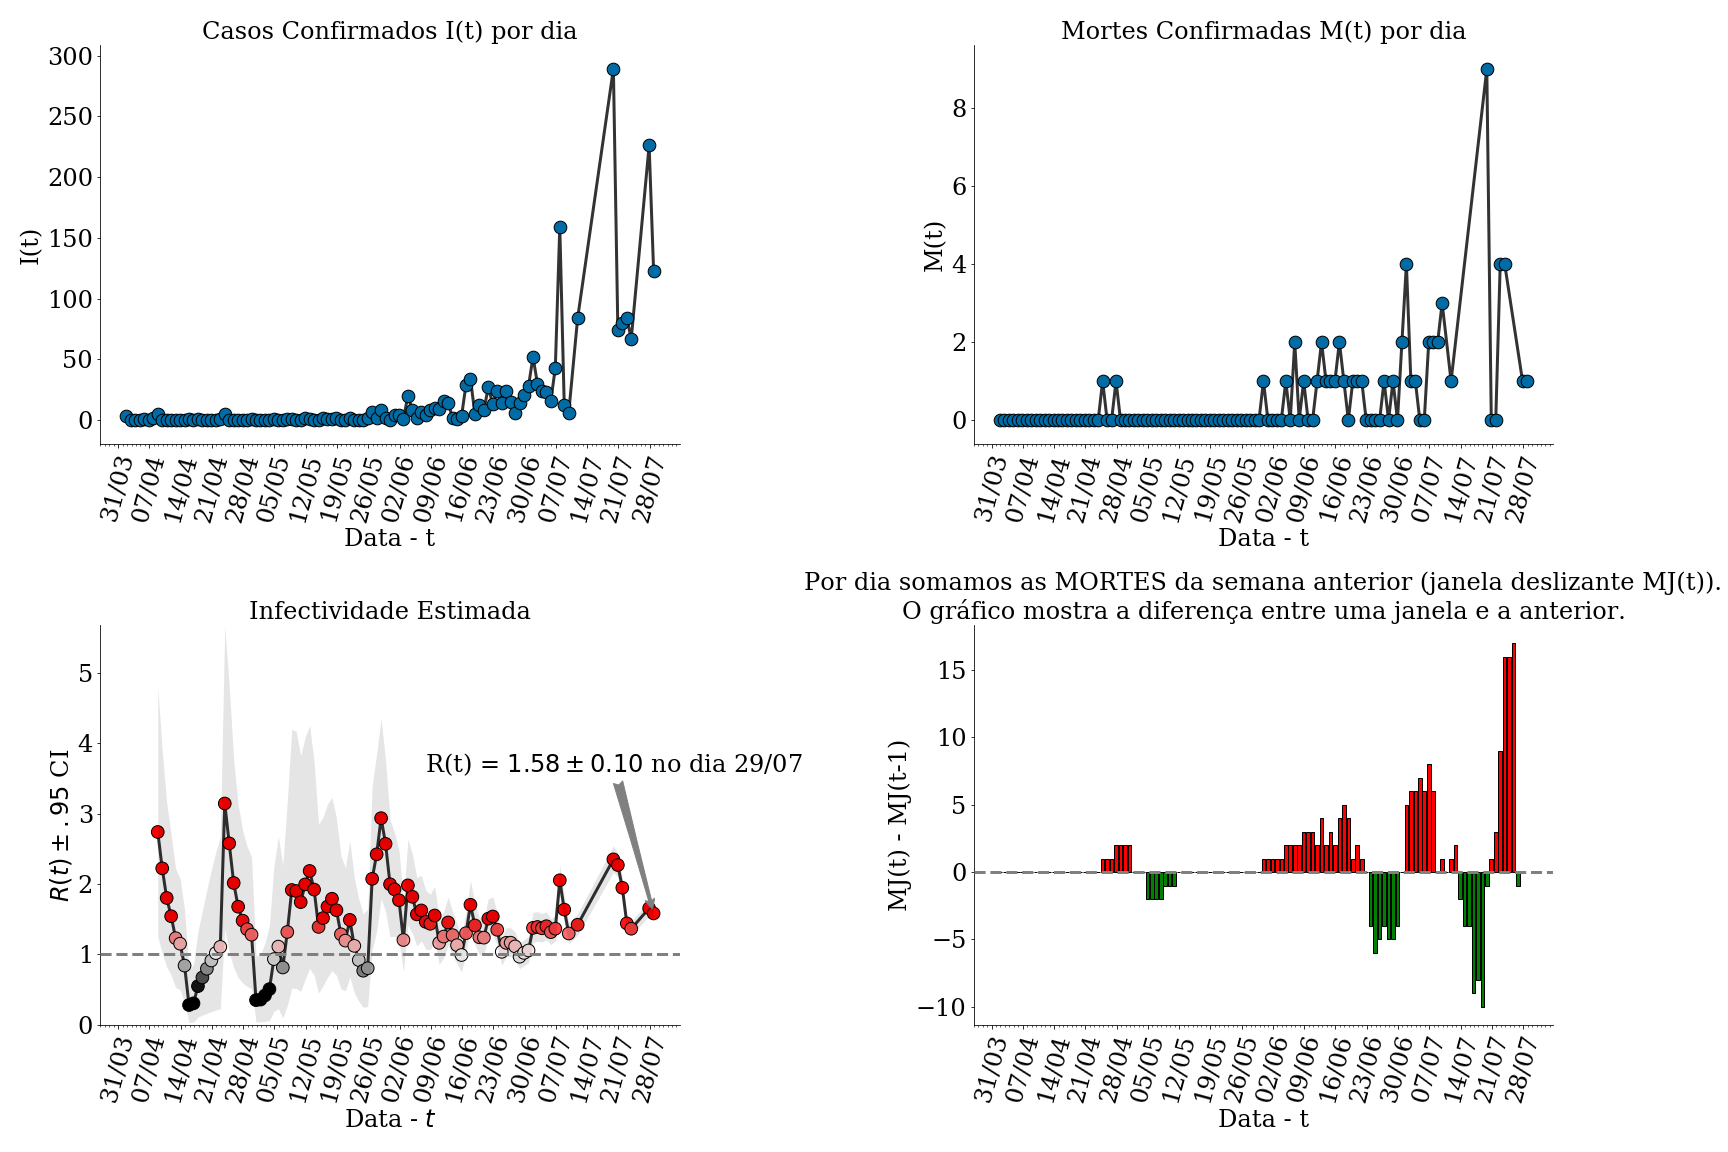 Casos Confirmados I(t) por dia
I(t)
300
250
200
150
100
50
0
31/03 07/04 14/04 21/04 28/04 05/05 12/05 19/05 26/05 02/06 09/06 16/06 23/06 30/06 07/07 14/07 21/07 28/07
Data - t
Mortes Confirmadas M(t) por dia
M(t)
8
6
4
2
0
31/03 07/04 14/04 21/04 28/04 05/05 12/05 19/05 26/05 02/06 09/06 16/06 23/06 30/06 07/07 14/07 21/07 28/07
Data - t
Infectividade Estimada
R(t) ± .95 CI
5
4
3
2
1
0
R(t) = 1.58 ± 0.10 no dia 29/07
31/03 07/04 14/04 21/04 28/04 05/05 12/05 19/05 26/05 02/06 09/06 16/06 23/06 30/06 07/07 14/07 21/07 28/07
Data - t
Por dia somamos as MORTES da semana anterior (janela deslizante MJ(t)).
O gráfico mostra a diferença entre uma janela e a anterior.
MJ(t) - MJ(t-1)
15
10
5
0
−5
−10
31/03 07/04 14/04 21/04 28/04 05/05 12/05 19/05 26/05 02/06 09/06 16/06 23/06 30/06 07/07 14/07 21/07 28/07
Data - t